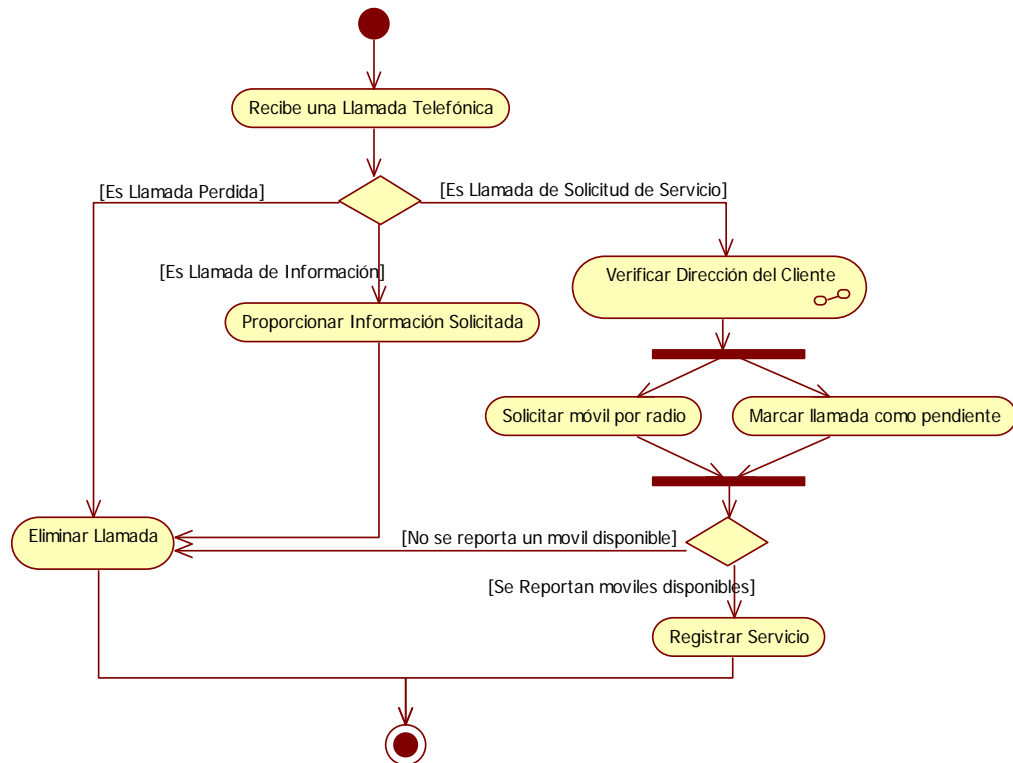 Recibe una Llamada Telefónica
[Es Llamada Perdida]
[Es Llamada de Solicitud de Servicio]
[Es Llamada de Información]
Verificar Dirección del Cliente
Proporcionar Información Solicitada
Solicitar móvil por radio
Marcar llamada como pendiente
Eliminar Llamada
[No se reporta un movil disponible]
[Se Reportan moviles disponibles]
Registrar Servicio